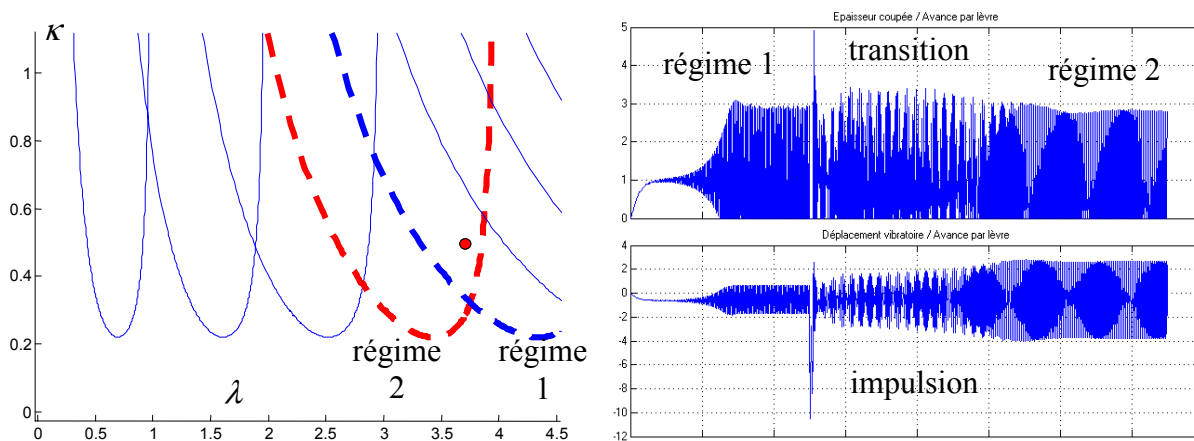 κ
1
0.8
0.6
0.4
0.2
0
régime
2
régime
1
λ
0 0.5 1 1.5 2 2.5 3 3.5 4 4.5
Epaisseur coupée / Avance par lèvre
5
4
3
2
1
0
régime 1
transition
régime 2
Déplacement vibratoire / Avance par lèvre
4
2
0
-2
-4
-6
-8
-10
-12
impulsion